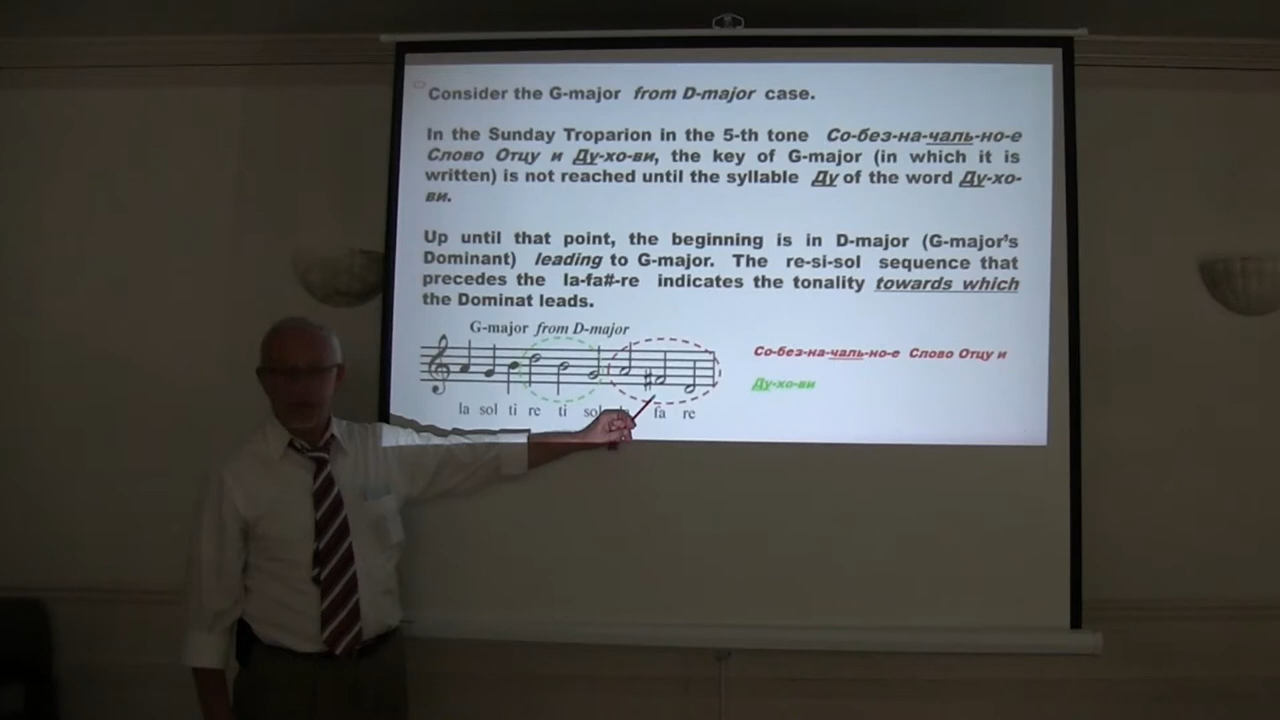 Consider the G-major from D-major case.
In the Sunday Troparion in the 5-th tone Со-без-на-чаль-но-е
Слово Отцу и Ду-хо-ви, the key of G-major (in which it is
written) is not reached until the syllable Ду of the word Ду-хо-
ви.
Up until that point, the beginning is in D-major (G-major's
Dominant) leading to G-major. The re-si-sol sequence that
precedes the la-fa#-re indicates the tonality towards which
the Dominat leads.
G-major from D-major
la sol ti re ti sol fa re
Со-без-на-чаль-но-е Слово Отцу и
Ду-хо-ви